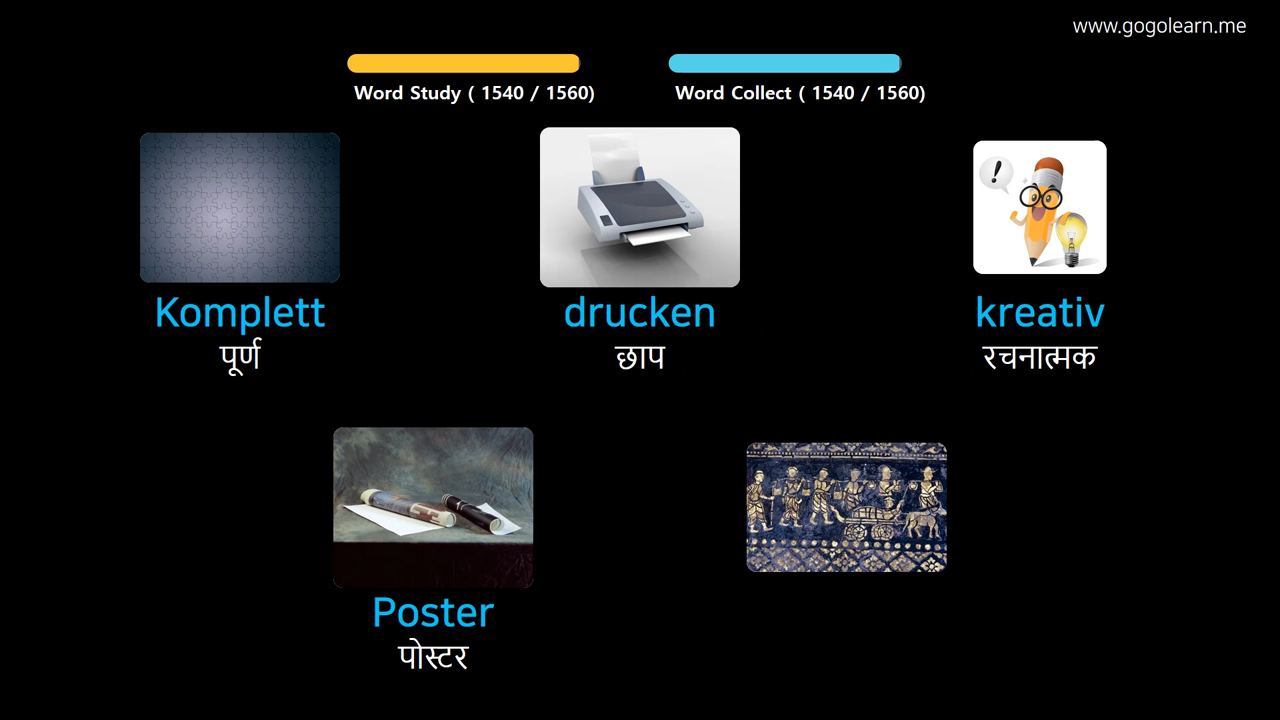 www.gogolearn.me
Word Study ( 1540 / 1560)
Word Collect ( 1540 / 1560)
Komplett
पूर्ण
drucken
छाप
kreativ
रचनात्मक
!
Poster
पोस्टर